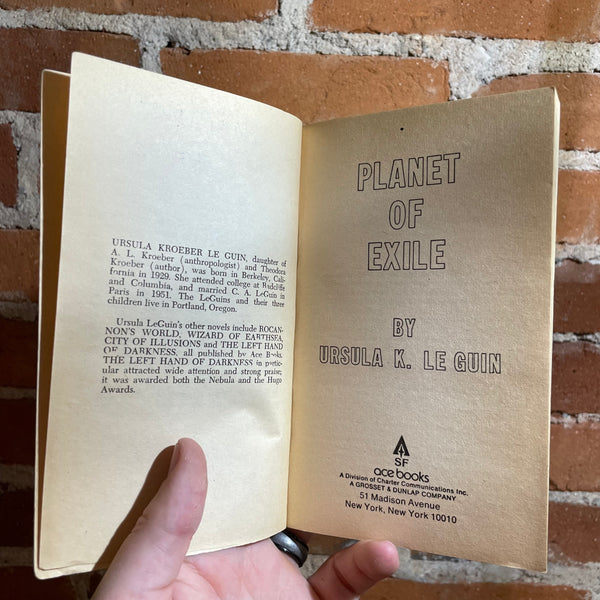 URSULA KROEBER LE GUIN, daughter of
A. L. Kroeber (anthropologist) and Theodora
Kroeber (author), was born in Berkeley, Cali-
fornia in 1929. She attended college at Radcliffe
and Columbia, and married C. A. LeGuin in
Paris in 1951. The LeGuins and their three
children live in Portland, Oregon.
Ursula LeGuin's other novels include ROCAN-
NON'S WORLD, WIZARD OF EARTHSEA,
CITY OF ILLUSIONS and THE LEFT HAND
OF DARKNESS, all published by Ace Books.
THE LEFT HAND OF DARKNESS in partic-
ular attracted wide attention and strong praise;
it was awarded both the Nebula and the Hugo
Awards.
PLANET
OF
EXILE
BY
URSULA K. LE GUIN
SF
ace books
A Division of Charter Communications Inc.
A GROSSET & DUNLAP COMPANY
51 Madison Avenue
New York, New York 10010